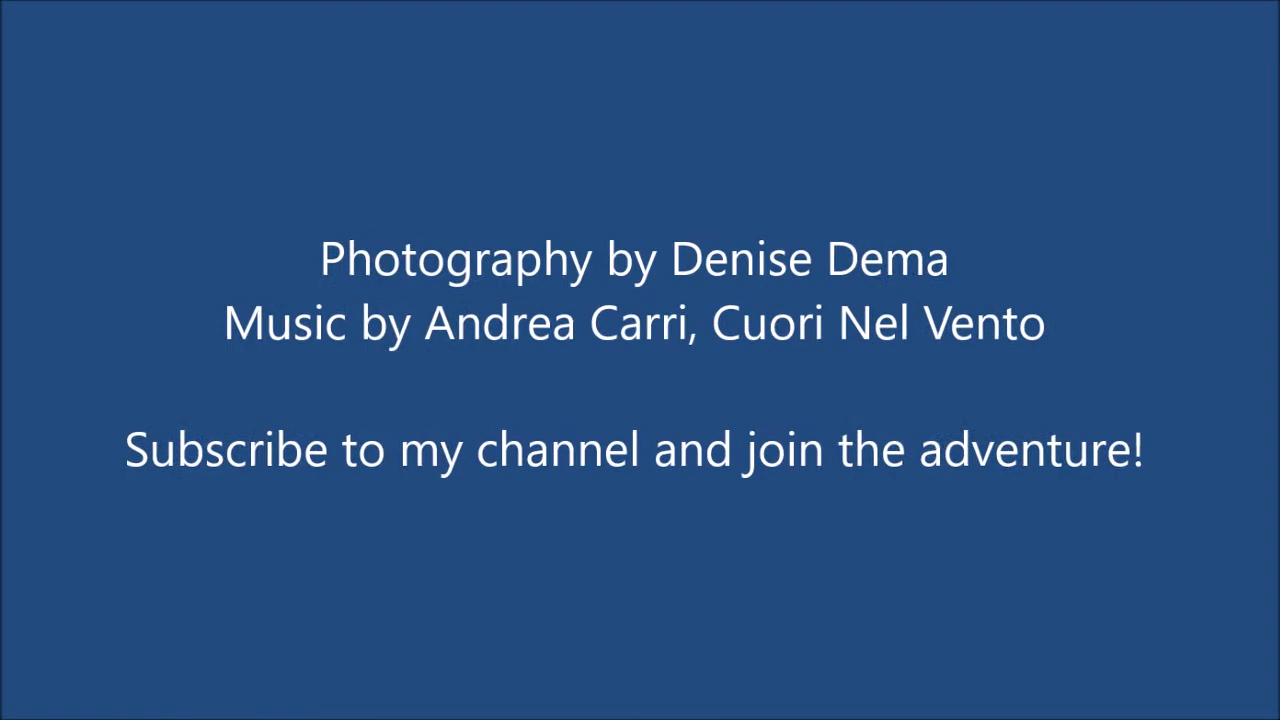 Photography by Denise Dema
Music by Andrea Carri, Cuori Nel Vento
Subscribe to my channel and join the adventure!